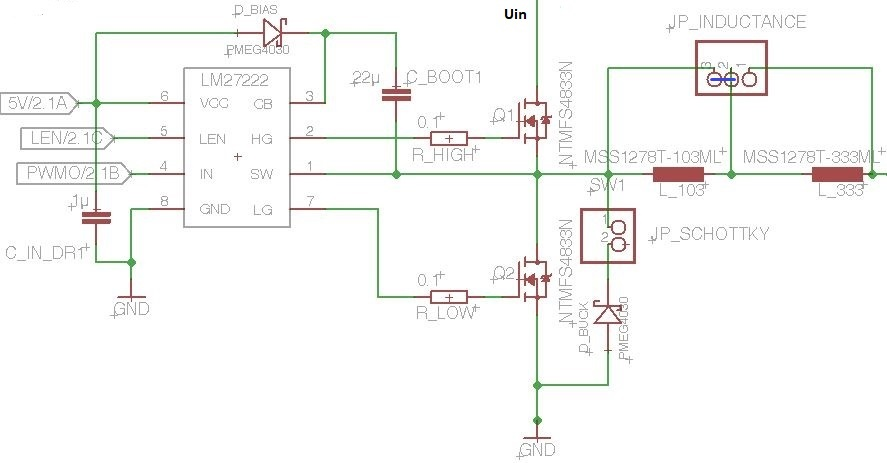 D_BIAS
Uin
JP_INDUCTANCE
PMEG4030
3 2 1
LM27222
22µ
C_BOOT1
5V/2.1A
6 VCC CB 3
Q1
NTMFS4833N
0.1
LEN/2.1C
5 LEN HG 2
R_HIGH
MSS1278T-103ML
MSS1278T-333ML
PWMO/2.1B
4 IN SW 1
SW1
L_103
L_333
1µ
8 GND LG 7
1
2
JP_SCHOTTKY
C_IN_DR1
Q2
NTMFS4833N
0.1
GND
R_LOW
D_BUCK
PMEG4030
GND